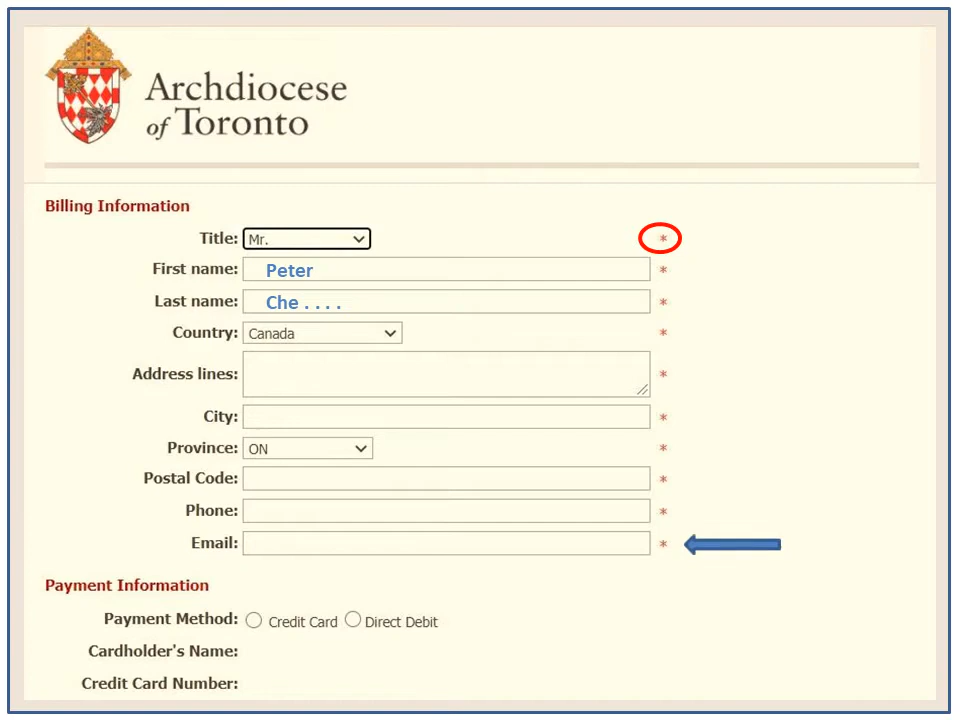 Archdiocese
of Toronto
Billing Information
Title: Mr. *
First name: Peter *
Last name: Che . . . . *
Country: Canada *
Address lines: *
City: *
Province: ON *
Postal Code: *
Phone: *
Email: *
Payment Information
Payment Method: Credit Card Direct Debit
Cardholder's Name:
Credit Card Number: